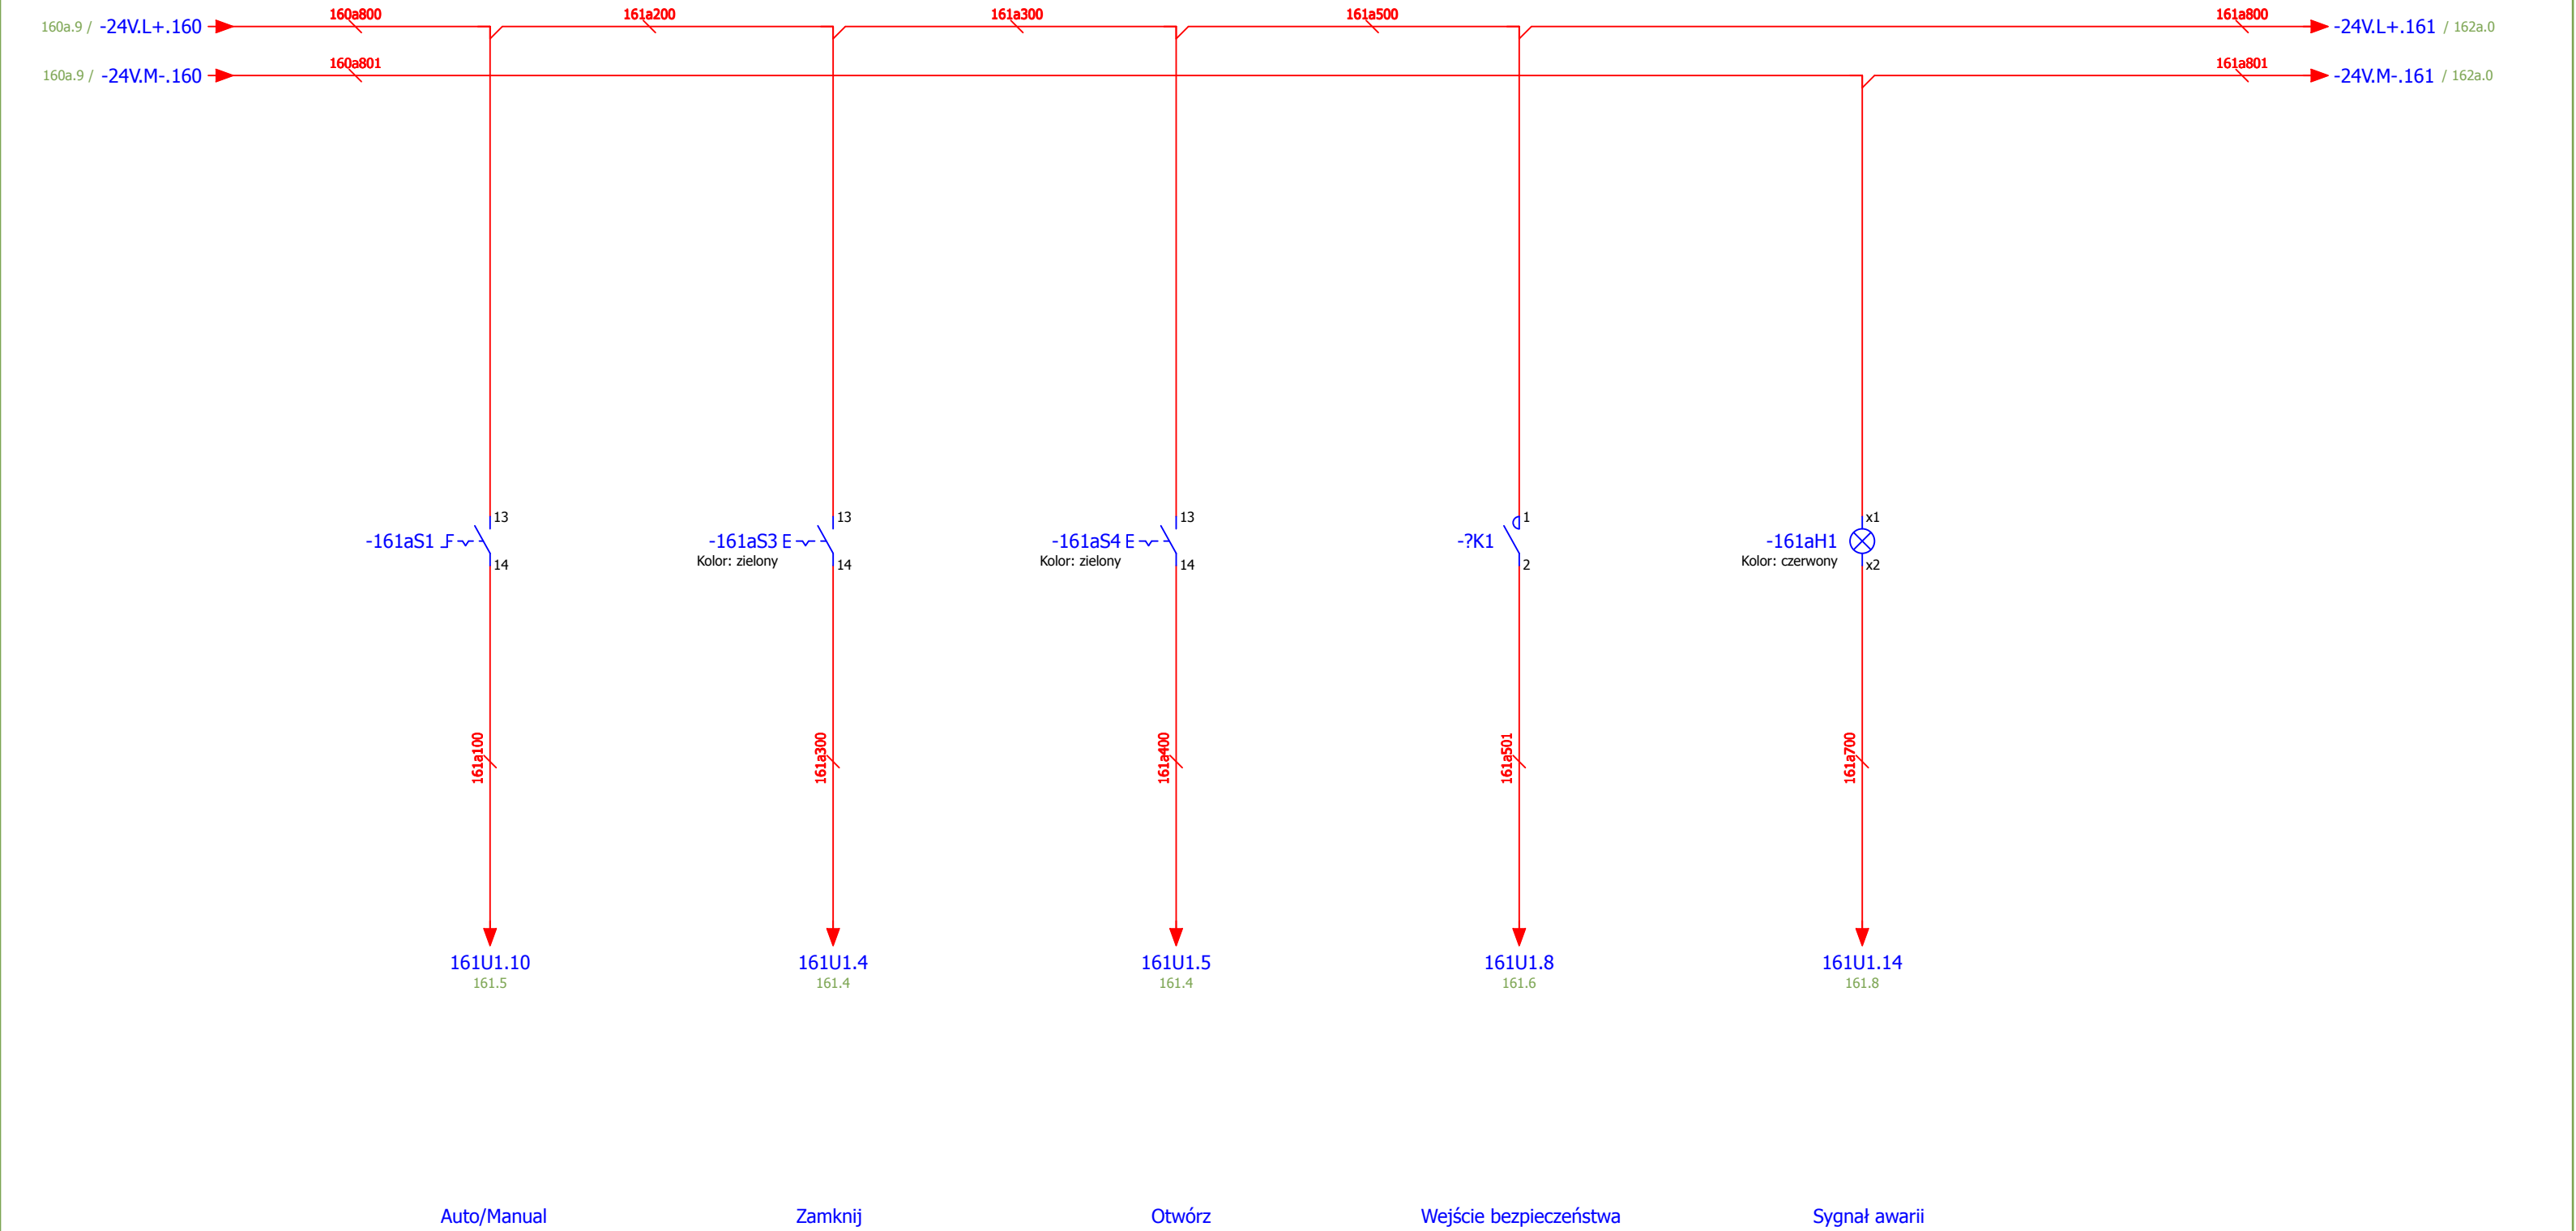 160a.9 / -24V.L+.160 160a800 161a200 161a300 161a500 161a800 -24V.L+.161 / 162a.0
160a.9 / -24V.M-.160 160a801 161a801 -24V.M-.161 / 162a.0
13 13 13 1 x1
-161aS1 -161aS3 E -161aS4 E -?K1 -161aH1
Kolor: zielony Kolor: zielony Kolor: czerwony
14 14 14 2 x2
161a100 161a300 161a400 161a501 161a700
161U1.10 161U1.4 161U1.5 161U1.8 161U1.14
161.5 161.4 161.4 161.6 161.8
Auto/Manual Zamknij Otwórz Wejście bezpieczeństwa Sygnał awarii